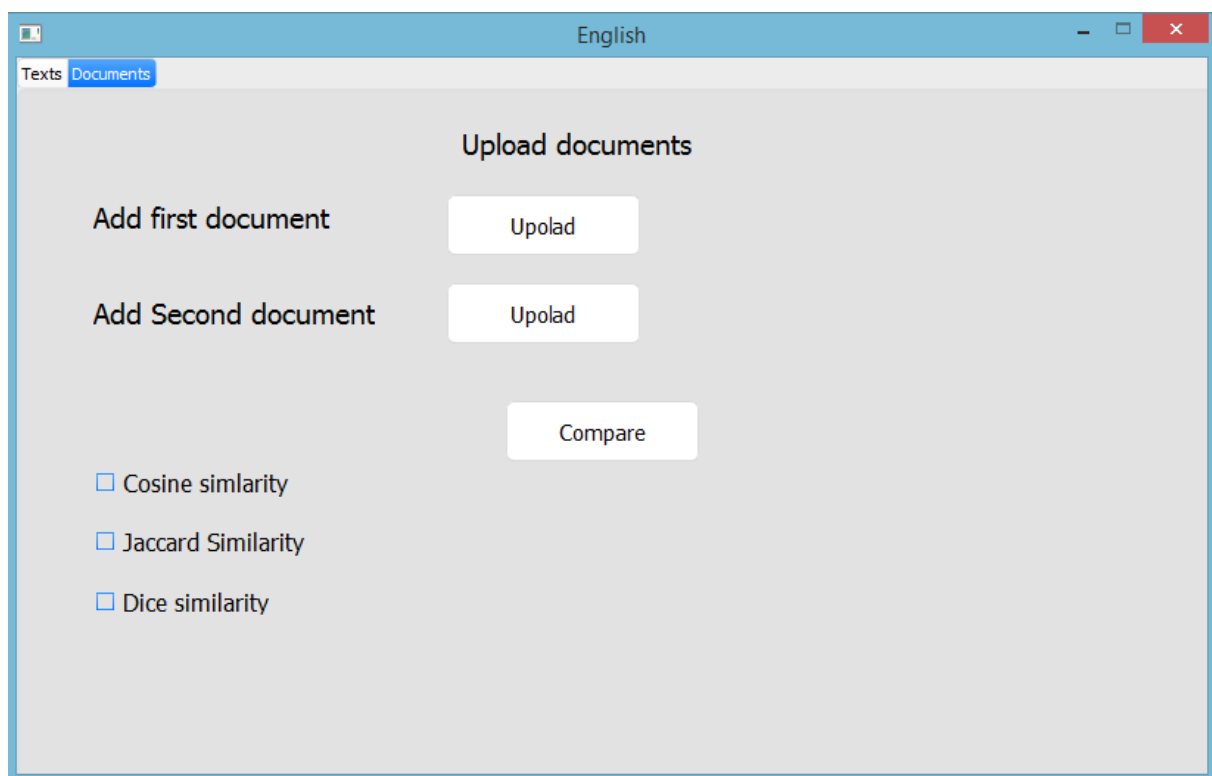 English
Texts Documents
Upload documents
Add first document Upolad
Add Second document Upolad
Compare
Cosine simlarity
Jaccard Similarity
Dice similarity